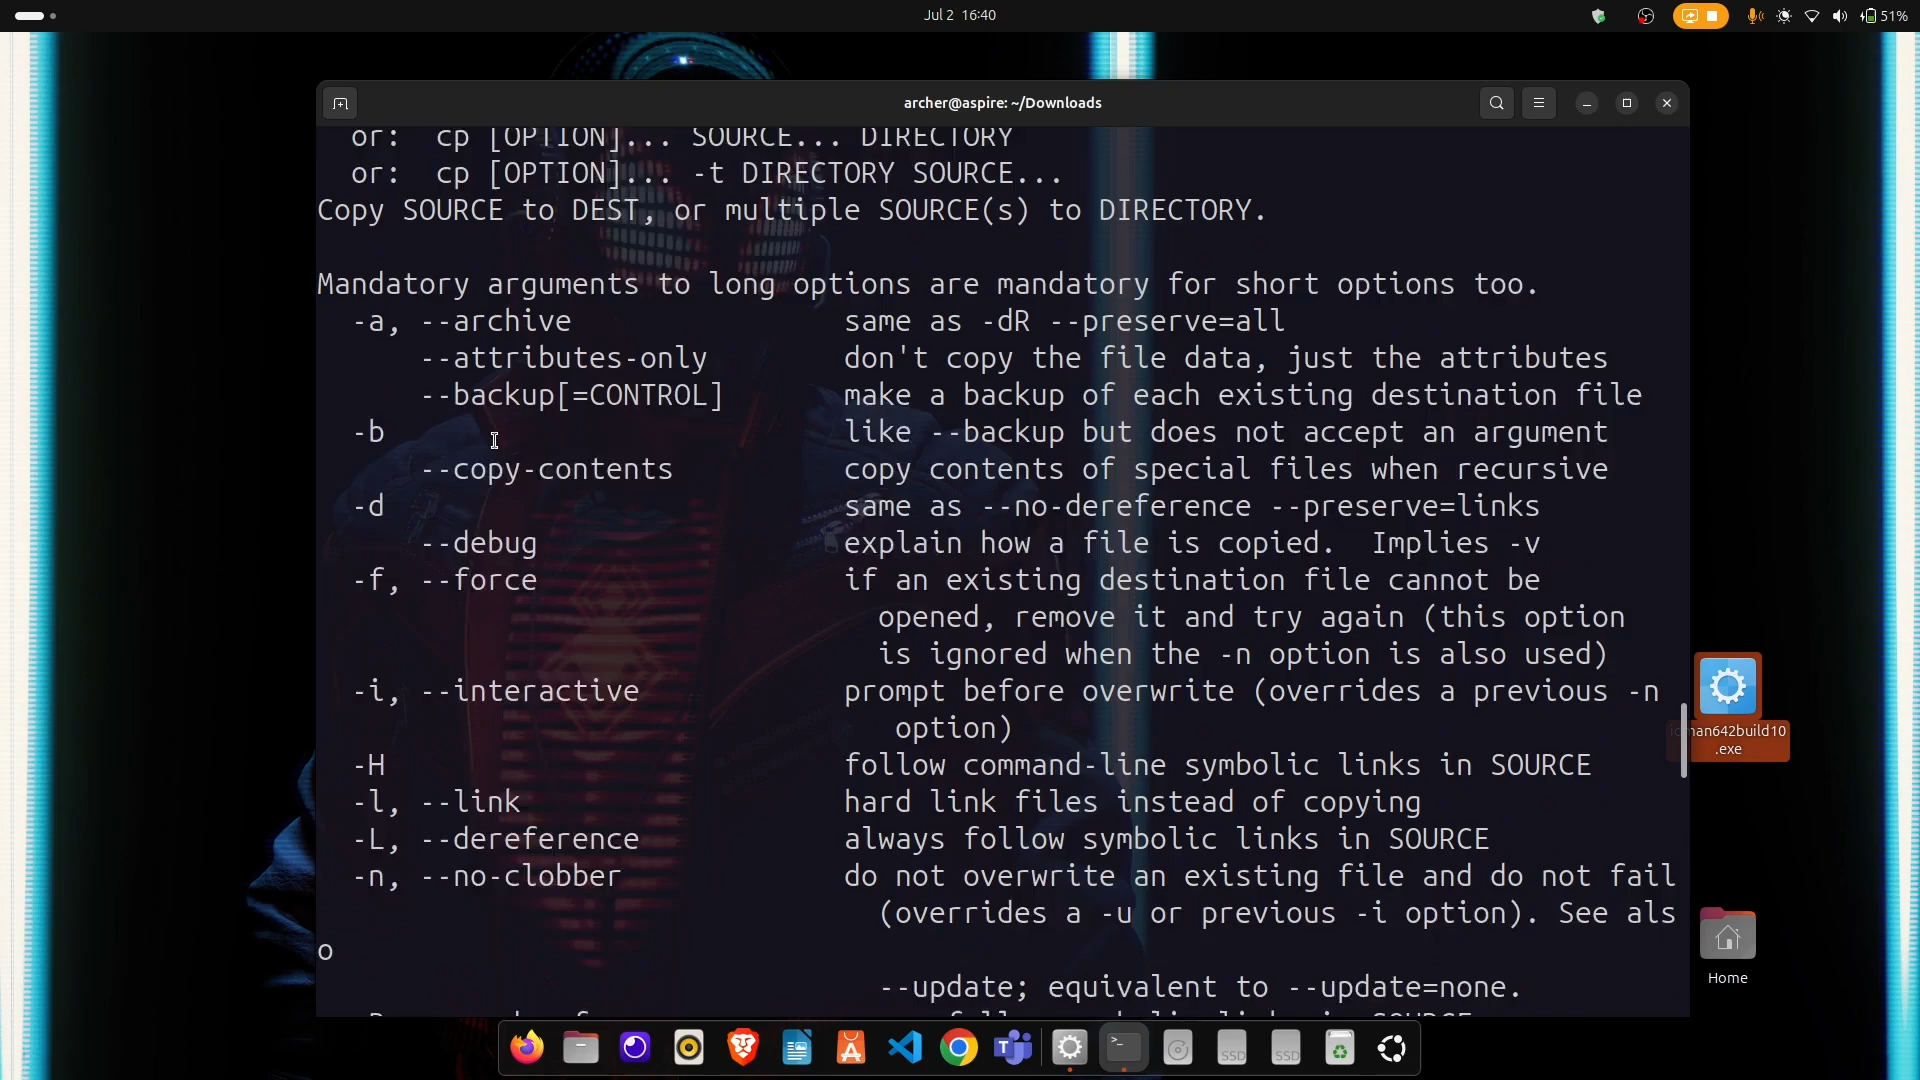 Jul 2 16:40
51%
archer@aspire: ~/Downloads
or: cp [OPTION]... SOURCE... DIRECTORY
or: cp [OPTION]... -t DIRECTORY SOURCE...
Copy SOURCE to DEST, or multiple SOURCE(s) to DIRECTORY.
Mandatory arguments to long options are mandatory for short options too.
-a, --archive same as -dR --preserve=all
--attributes-only don't copy the file data, just the attributes
--backup[=CONTROL] make a backup of each existing destination file
-b like --backup but does not accept an argument
--copy-contents copy contents of special files when recursive
-d same as --no-dereference --preserve=links
--debug explain how a file is copied. Implies -v
-f, --force if an existing destination file cannot be
opened, remove it and try again (this option
is ignored when the -n option is also used)
-i, --interactive prompt before overwrite (overrides a previous -n
option)
-H follow command-line symbolic links in SOURCE
-l, --link hard link files instead of copying
-L, --dereference always follow symbolic links in SOURCE
-n, --no-clobber do not overwrite an existing file and do not fail
(overrides a -u or previous -i option). See als
o
--update; equivalent to --update=none.
man642build10
.exe
Home
SSD
SSD